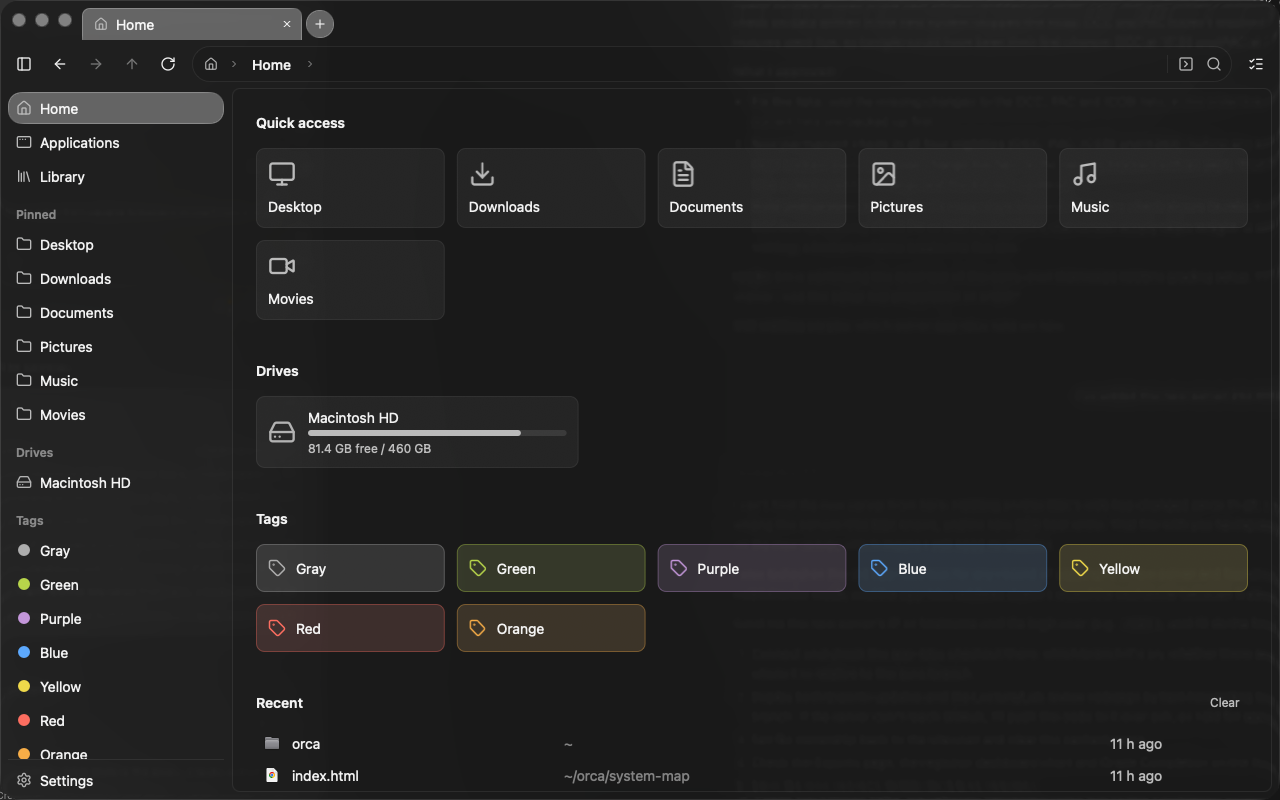 Home
Home
Home
Applications
Library
Pinned
Desktop
Downloads
Documents
Pictures
Music
Movies
Drives
Macintosh HD
Tags
Gray
Green
Purple
Blue
Yellow
Red
Orange
Settings
Quick access
Desktop
Downloads
Documents
Pictures
Music
Movies
Drives
Macintosh HD
81.4 GB free / 460 GB
Tags
Gray
Green
Purple
Blue
Yellow
Red
Orange
Recent
Clear
orca ~ 11 h ago
index.html ~/orca/system-map 11 h ago